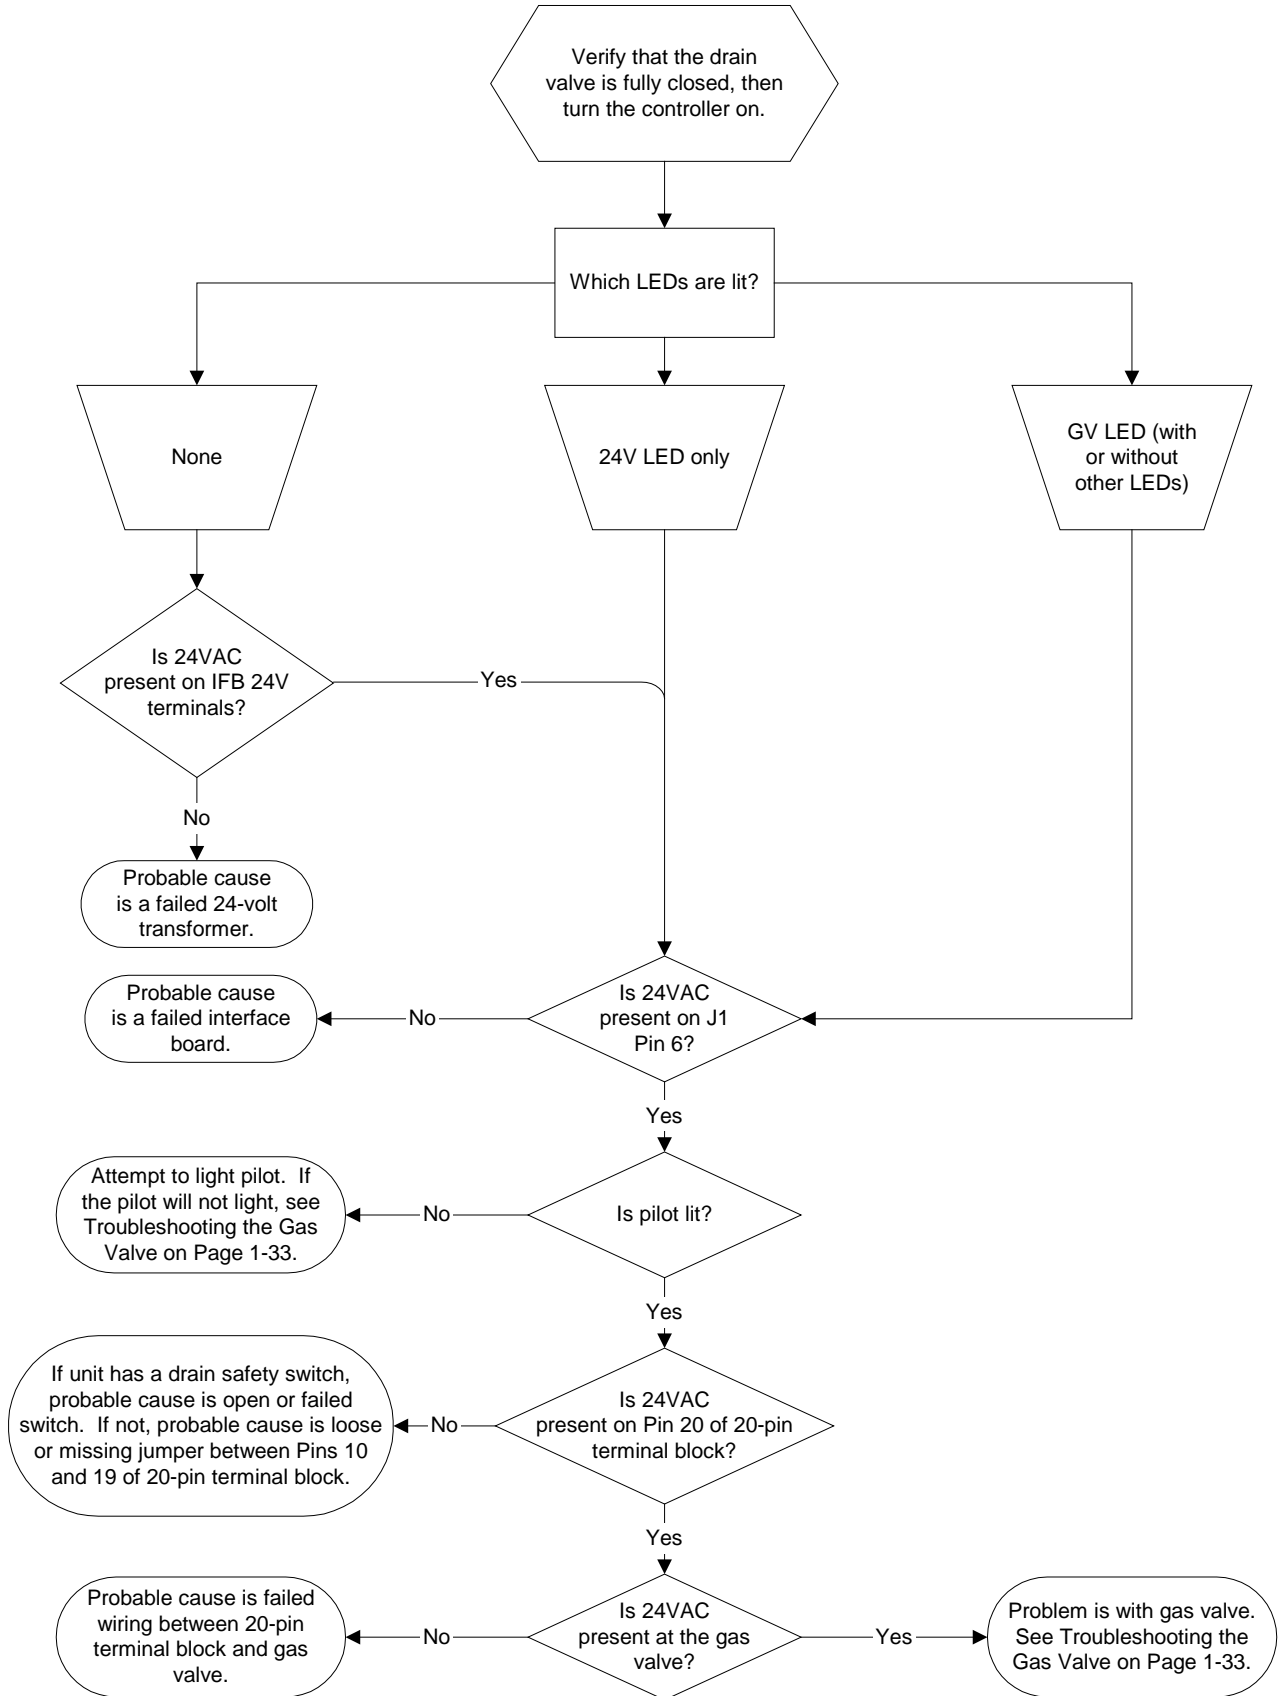 Verify that the drain
valve is fully closed, then
turn the controller on.
Which LEDs are lit?
None
24V LED only
GV LED (with
or without
other LEDs)
Is 24VAC
present on IFB 24V
terminals?
Yes
No
Probable cause
is a failed 24-volt
transformer.
Is 24VAC
present on J1
Pin 6?
No
Probable cause
is a failed interface
board.
Yes
Is pilot lit?
No
Attempt to light pilot.  If
the pilot will not light, see
Troubleshooting the Gas
Valve on Page 1-33.
Yes
Is 24VAC
present on Pin 20 of 20-pin
terminal block?
No
If unit has a drain safety switch,
probable cause is open or failed
switch.  If not, probable cause is loose
or missing jumper between Pins 10
and 19 of 20-pin terminal block.
Yes
Is 24VAC
present at the gas
valve?
No
Probable cause is failed
wiring between 20-pin
terminal block and gas
valve.
Yes
Problem is with gas valve.
See Troubleshooting the
Gas Valve on Page 1-33.